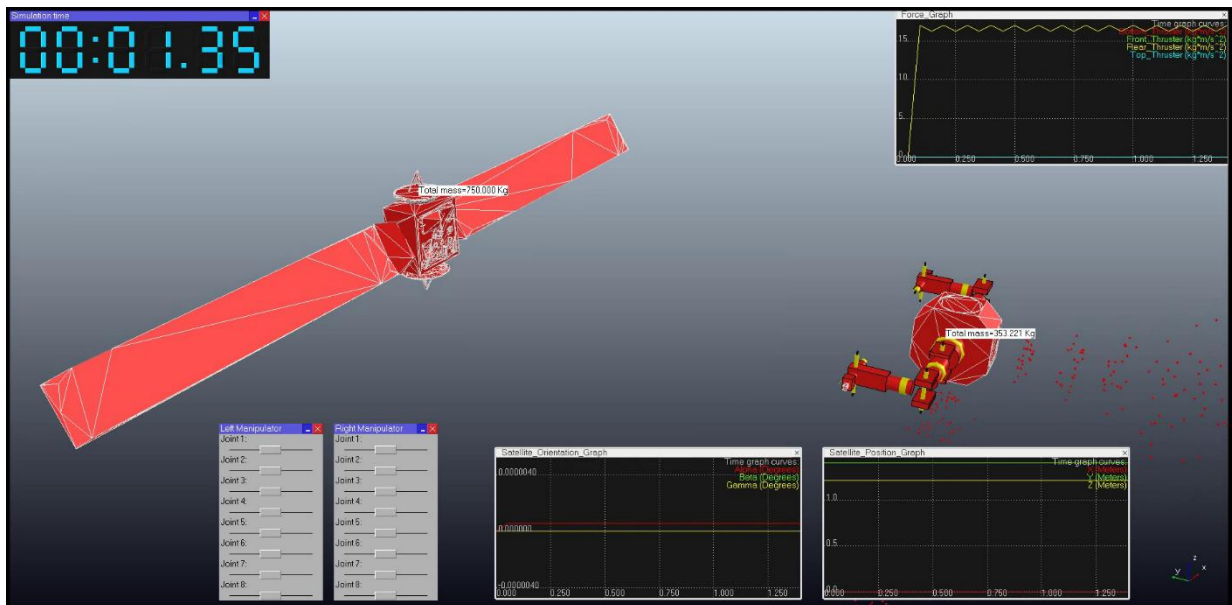 Simulation time
00:01.35
Total mass=750.000 Kg
Total mass=353.221 Kg
Force_Graph
Time graph curves:
Front_Thruster (kg*m/s^2)
Rear_Thruster (kg*m/s^2)
Top_Thruster (kg*m/s^2)
15.
10.
5.
0.
0.000 0.250 0.500 0.750 1.000 1.250
Left Manipulator
Joint 1:
Joint 2:
Joint 3:
Joint 4:
Joint 5:
Joint 6:
Joint 7:
Joint 8:
Right Manipulator
Joint 1:
Joint 2:
Joint 3:
Joint 4:
Joint 5:
Joint 6:
Joint 7:
Joint 8:
Satellite_Orientation_Graph
Time graph curves:
Alpha (Degrees)
Beta (Degrees)
Gamma (Degrees)
0.0000040
0.000000
-0.0000040
0.000 0.250 0.500 0.750 1.000 1.250
Satellite_Position_Graph
Time graph curves:
X (Meters)
Y (Meters)
Z (Meters)
1.0
0.5
0.0
0.000 0.250 0.500 0.750 1.000 1.250
z
y
x